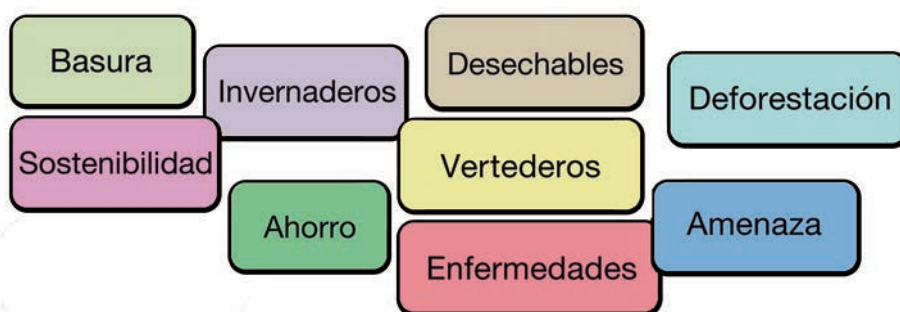 Basura
Invernaderos
Desechables
Deforestación
Sostenibilidad
Vertederos
Ahorro
Amenaza
Enfermedades